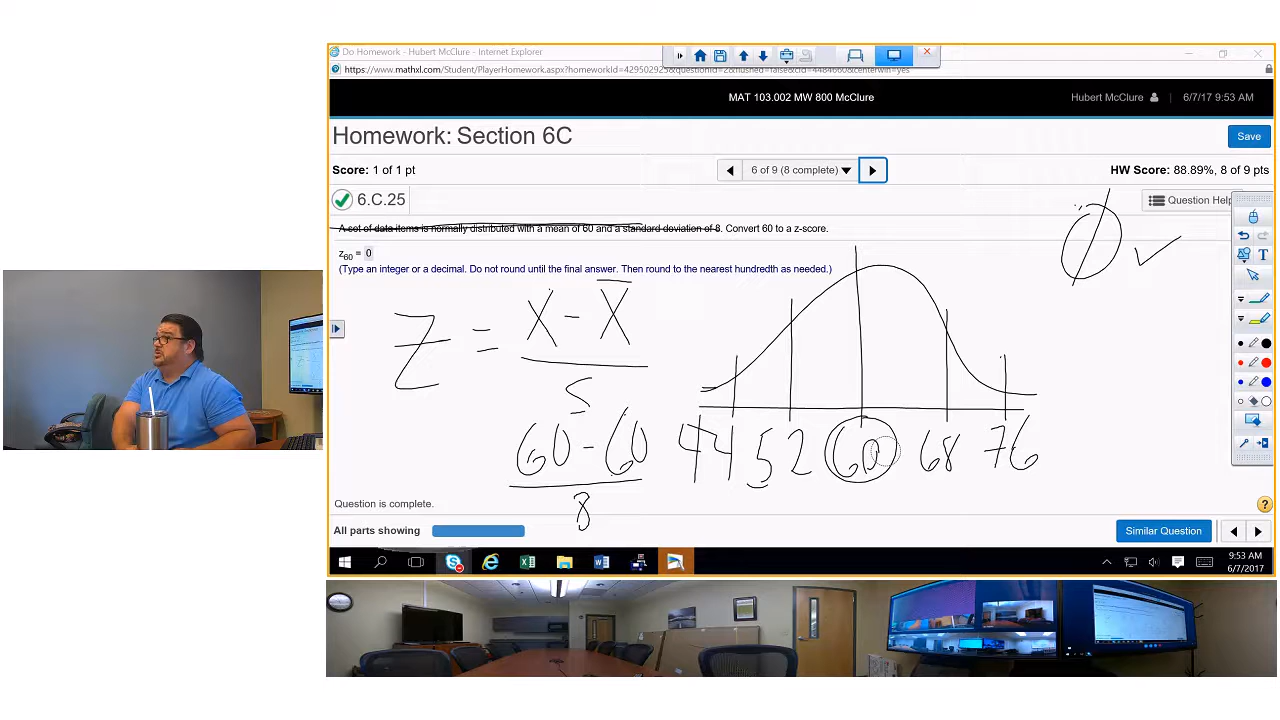 Do Homework - Hubert McClure - Internet Explorer
MAT 103.002 MW 800 McClure
Hubert McClure | 6/7/17 9:53 AM
Homework: Section 6C
Save
Score: 1 of 1 pt
6 of 9 (8 complete)
HW Score: 88.89%, 8 of 9 pts
6.C.25
Question Help
A set of data items is normally distributed with a mean of 60 and a standard deviation of 8. Convert 60 to a z-score.
z60 = 0
(Type an integer or a decimal. Do not round until the final answer. Then round to the nearest hundredth as needed.)
Z = X - X̅
S
60 - 60
8
44 52 60 68 76
Question is complete.
All parts showing
Similar Question
9:53 AM
6/7/2017